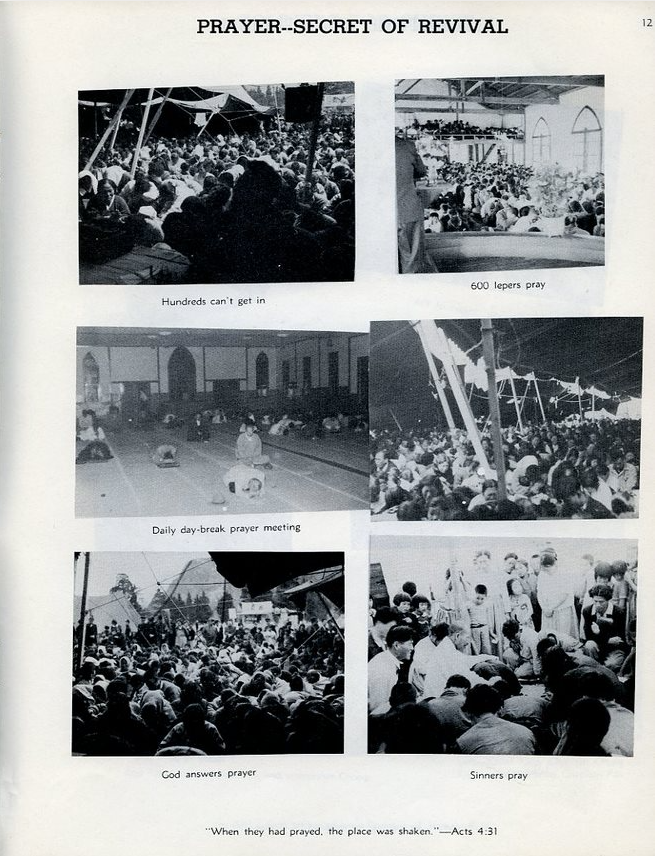 PRAYER--SECRET OF REVIVAL
12
Hundreds can't get in
600 lepers pray
Daily day-break prayer meeting
God answers prayer
Sinners pray
"When they had prayed, the place was shaken."—Acts 4:31